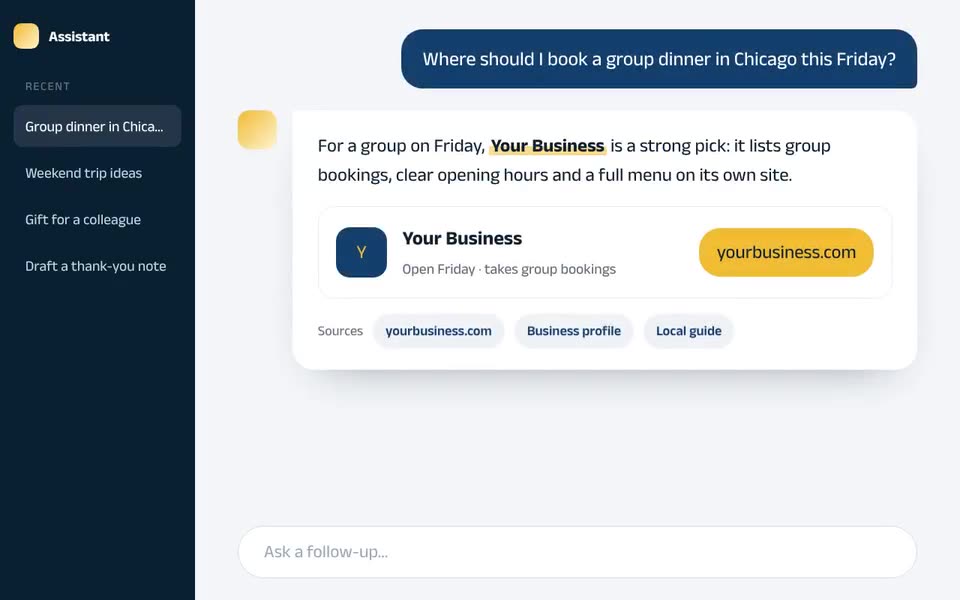 Assistant
RECENT
Group dinner in Chica...
Weekend trip ideas
Gift for a colleague
Draft a thank-you note
Where should I book a group dinner in Chicago this Friday?
For a group on Friday, Your Business is a strong pick: it lists group
bookings, clear opening hours and a full menu on its own site.
Y
Your Business
Open Friday · takes group bookings
yourbusiness.com
Sources yourbusiness.com Business profile Local guide
Ask a follow-up...